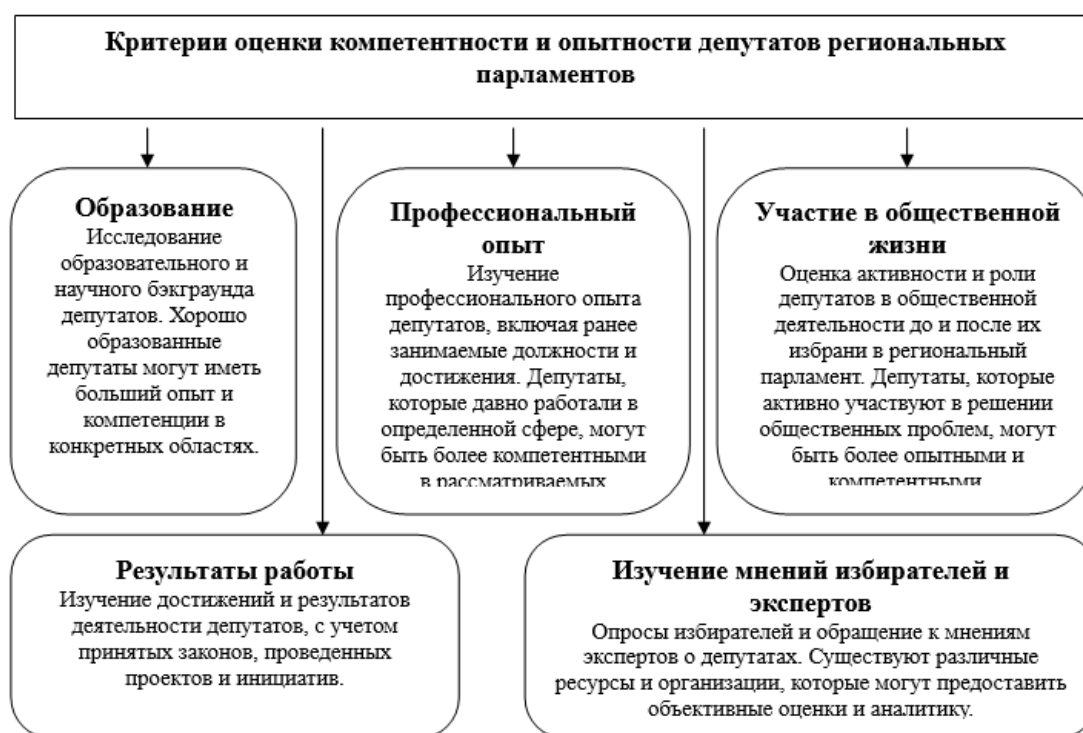 Критерии оценки компетентности и опытности депутатов региональных
парламентов
Образование
Исследование
образовательного и
научного бэкграунда
депутатов. Хорошо
образованные
депутаты могут иметь
больший опыт и
компетенции в
конкретных областях.
Профессиональный
опыт
Изучение
профессионального опыта
депутатов, включая ранее
занимаемые должности и
достижения. Депутаты,
которые давно работали в
определенной сфере, могут
быть более компетентными
в рассматриваемых
Участие в общественной
жизни
Оценка активности и роли
депутатов в общественной
деятельности до и после их
избрани в региональный
парламент. Депутаты, которые
активно участвуют в решении
общественных проблем, могут
быть более опытными и
компетентными
Результаты работы
Изучение достижений и результатов
деятельности депутатов, с учетом
принятых законов, проведенных
проектов и инициатив.
Изучение мнений избирателей и
экспертов
Опросы избирателей и обращение к мнениям
экспертов о депутатах. Существуют различные
ресурсы и организации, которые могут предоставить
объективные оценки и аналитику.